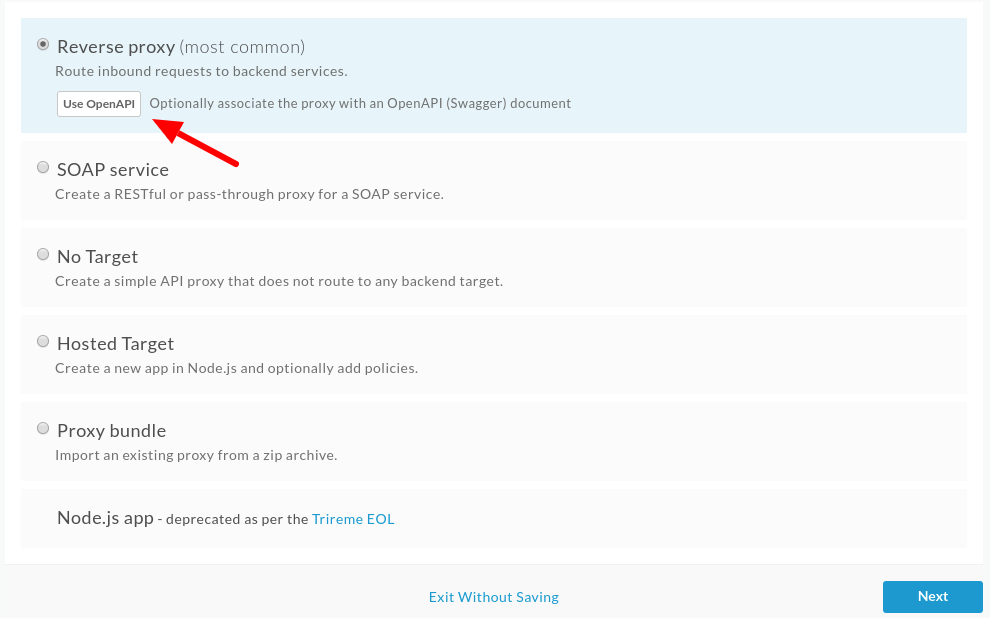 Reverse proxy (most common)
Route inbound requests to backend services.
Use OpenAPI Optionally associate the proxy with an OpenAPI (Swagger) document
SOAP service
Create a RESTful or pass-through proxy for a SOAP service.
No Target
Create a simple API proxy that does not route to any backend target.
Hosted Target
Create a new app in Node.js and optionally add policies.
Proxy bundle
Import an existing proxy from a zip archive.
Node.js app - deprecated as per the Trireme EOL
Exit Without Saving Next